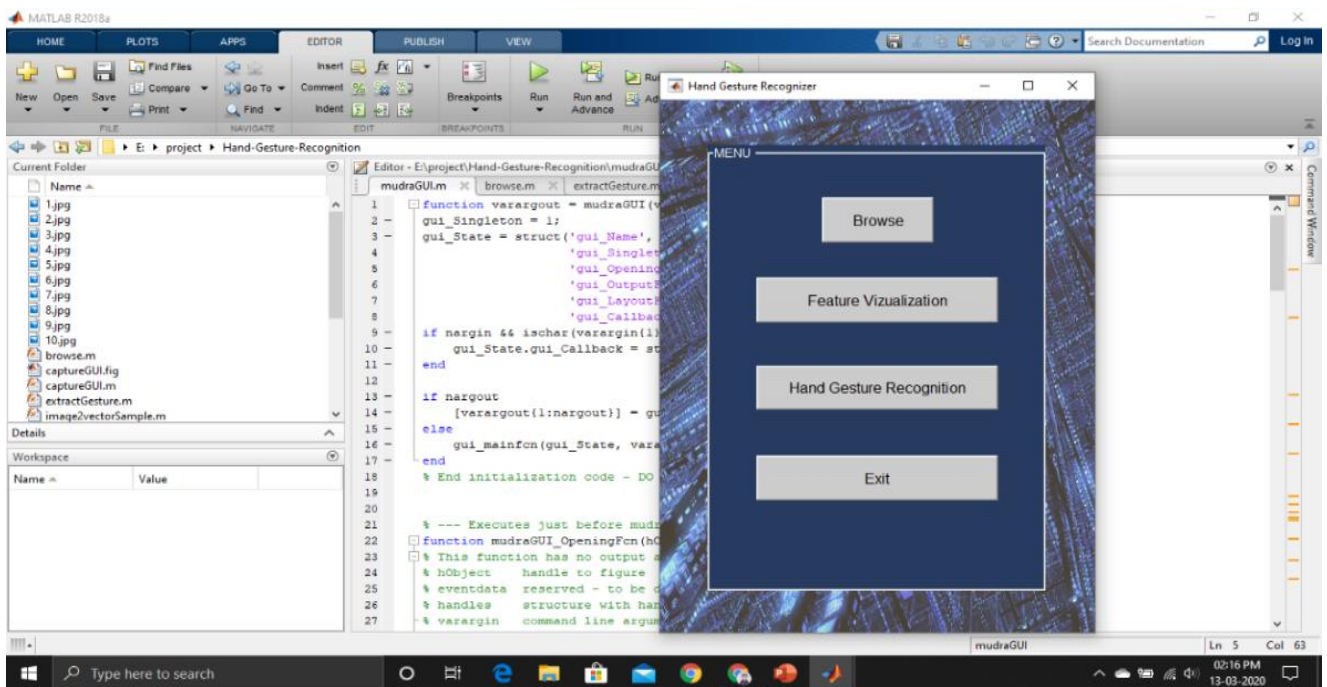 MATLAB R2018a
HOME PLOTS APPS EDITOR PUBLISH VIEW
Search Documentation Log In
New Open Save
Find Files
Compare
Print
Go To
Find
Insert
Comment
Indent
fx
Breakpoints
Run
Run and Advance
FILE NAVIGATE EDIT BREAKPOINTS RUN
E: ▸ project ▸ Hand-Gesture-Recognition
Current Folder
Name
1.jpg
2.jpg
3.jpg
4.jpg
5.jpg
6.jpg
7.jpg
8.jpg
9.jpg
10.jpg
browse.m
captureGUI.fig
captureGUI.m
extractGesture.m
image2vectorSample.m
Details
Workspace
Name Value
Editor - E:\project\Hand-Gesture-Recognition\mudraGU
mudraGUI.m browse.m extractGesture.m
1 function varargout = mudraGUI(v
2 gui_Singleton = 1;
3 gui_State = struct('gui_Name',
4 'gui_Singlet
5 'gui_Opening
6 'gui_OutputF
7 'gui_LayoutF
8 'gui_Callbac
9 if nargin && ischar(varargin{1}
10 gui_State.gui_Callback = st
11 end
12
13 if nargout
14 [varargout{1:nargout}] = gu
15 else
16 gui_mainfcn(gui_State, vara
17 end
18 % End initialization code - DO
19
20
21 % --- Executes just before mudr
22 function mudraGUI_OpeningFcn(hO
23 % This function has no output a
24 % hObject handle to figure
25 % eventdata reserved - to be d
26 % handles structure with han
27 % varargin command line argum
Command Window
Hand Gesture Recognizer
MENU
Browse
Feature Vizualization
Hand Gesture Recognition
Exit
mudraGUI Ln 5 Col 63
Type here to search
02:16 PM
13-03-2020